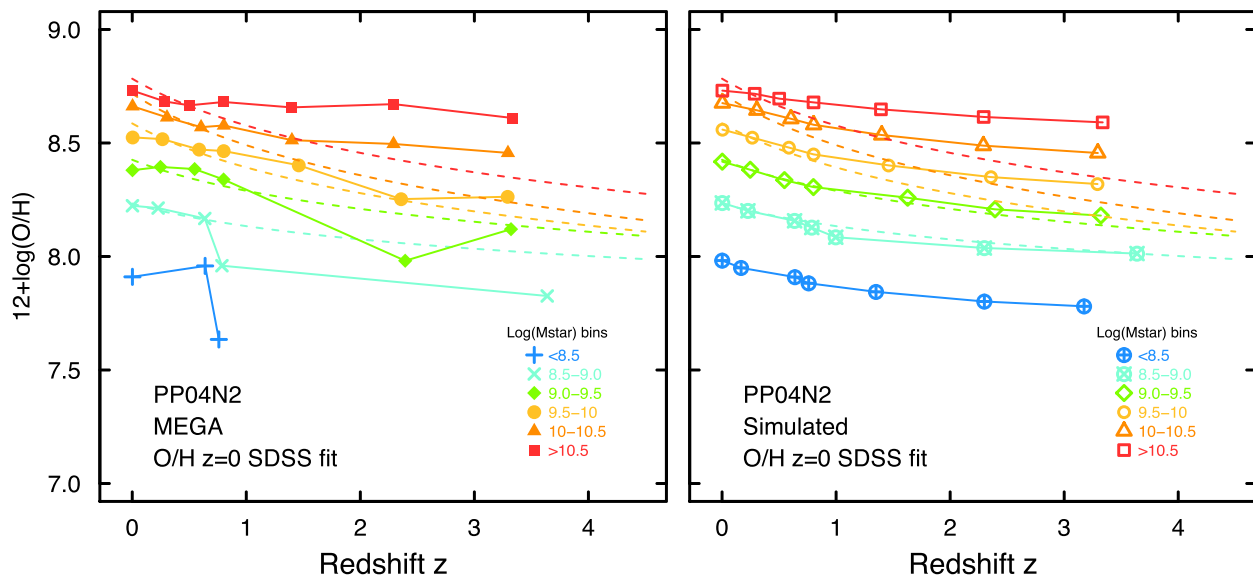 9.0
8.5
8.0
7.5
7.0
12+log(O/H)
Log(Mstar) bins
<8.5
8.5−9.0
9.0−9.5
9.5−10
10−10.5
>10.5
PP04N2
MEGA
O/H z=0 SDSS fit
0 1 2 3 4
Redshift z
Log(Mstar) bins
<8.5
8.5−9.0
9.0−9.5
9.5−10
10−10.5
>10.5
PP04N2
Simulated
O/H z=0 SDSS fit
0 1 2 3 4
Redshift z